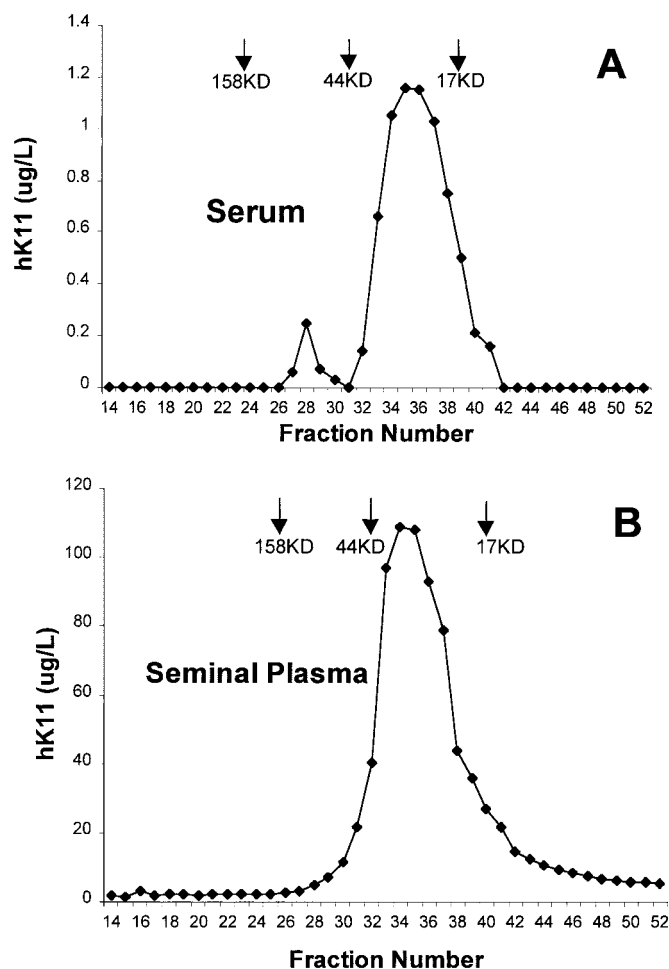 A
158KD 44KD 17KD
Serum
hK11 (ug/L)
1.4
1.2
1
0.8
0.6
0.4
0.2
0
14 16 18 20 22 24 26 28 30 32 34 36 38 40 42 44 46 48 50 52
Fraction Number
B
158KD 44KD 17KD
Seminal Plasma
hK11 (ug/L)
120
100
80
60
40
20
0
14 16 18 20 22 24 26 28 30 32 34 36 38 40 42 44 46 48 50 52
Fraction Number